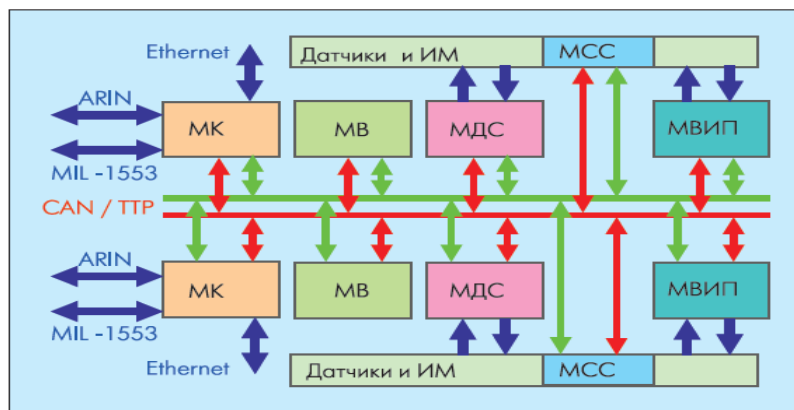 Ethernet
Датчики и ИМ
МСС
ARIN
МК
МВ
МДС
МВИП
MIL -1553
CAN / TTP
ARIN
МК
МВ
МДС
МВИП
MIL -1553
Ethernet
Датчики и ИМ
МСС